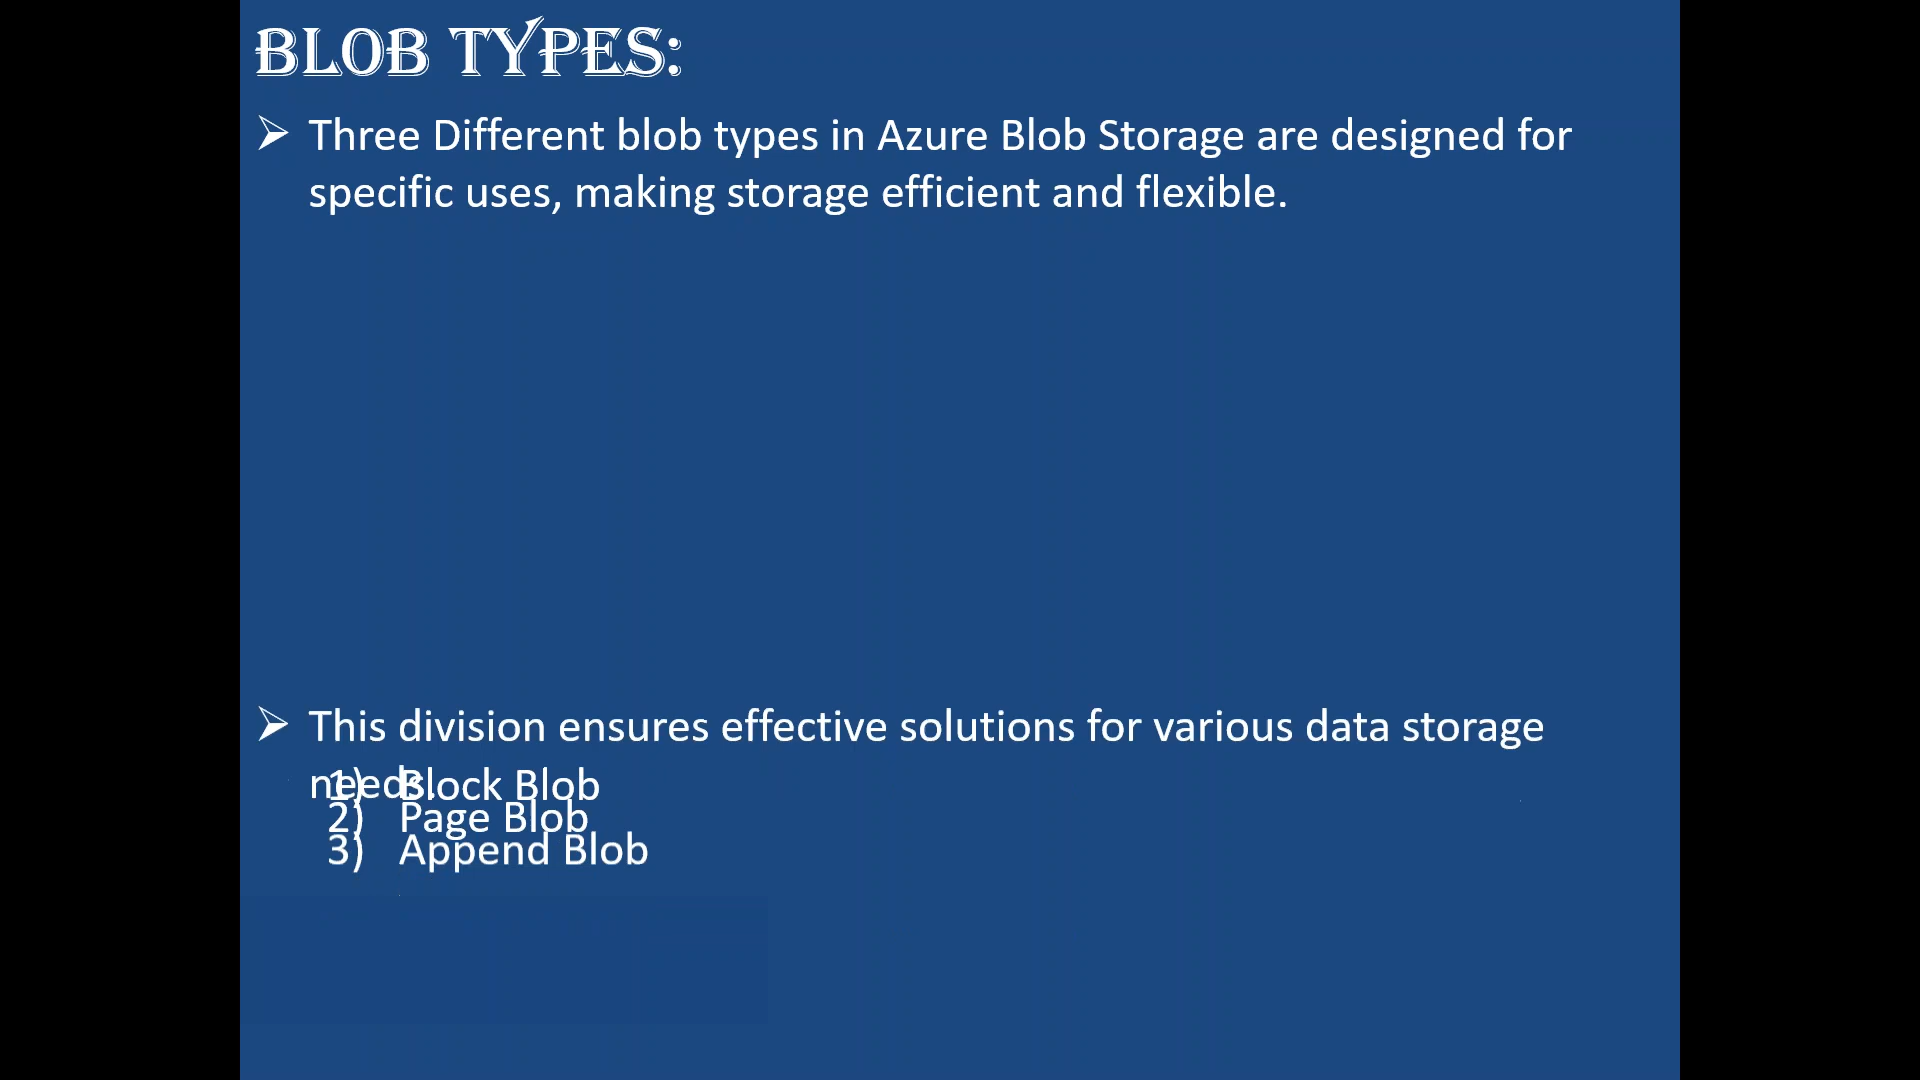 BLOB TYPES:
Three Different blob types in Azure Blob Storage are designed for
specific uses, making storage efficient and flexible.
This division ensures effective solutions for various data storage
needs.
1) Block Blob
2) Page Blob
3) Append Blob